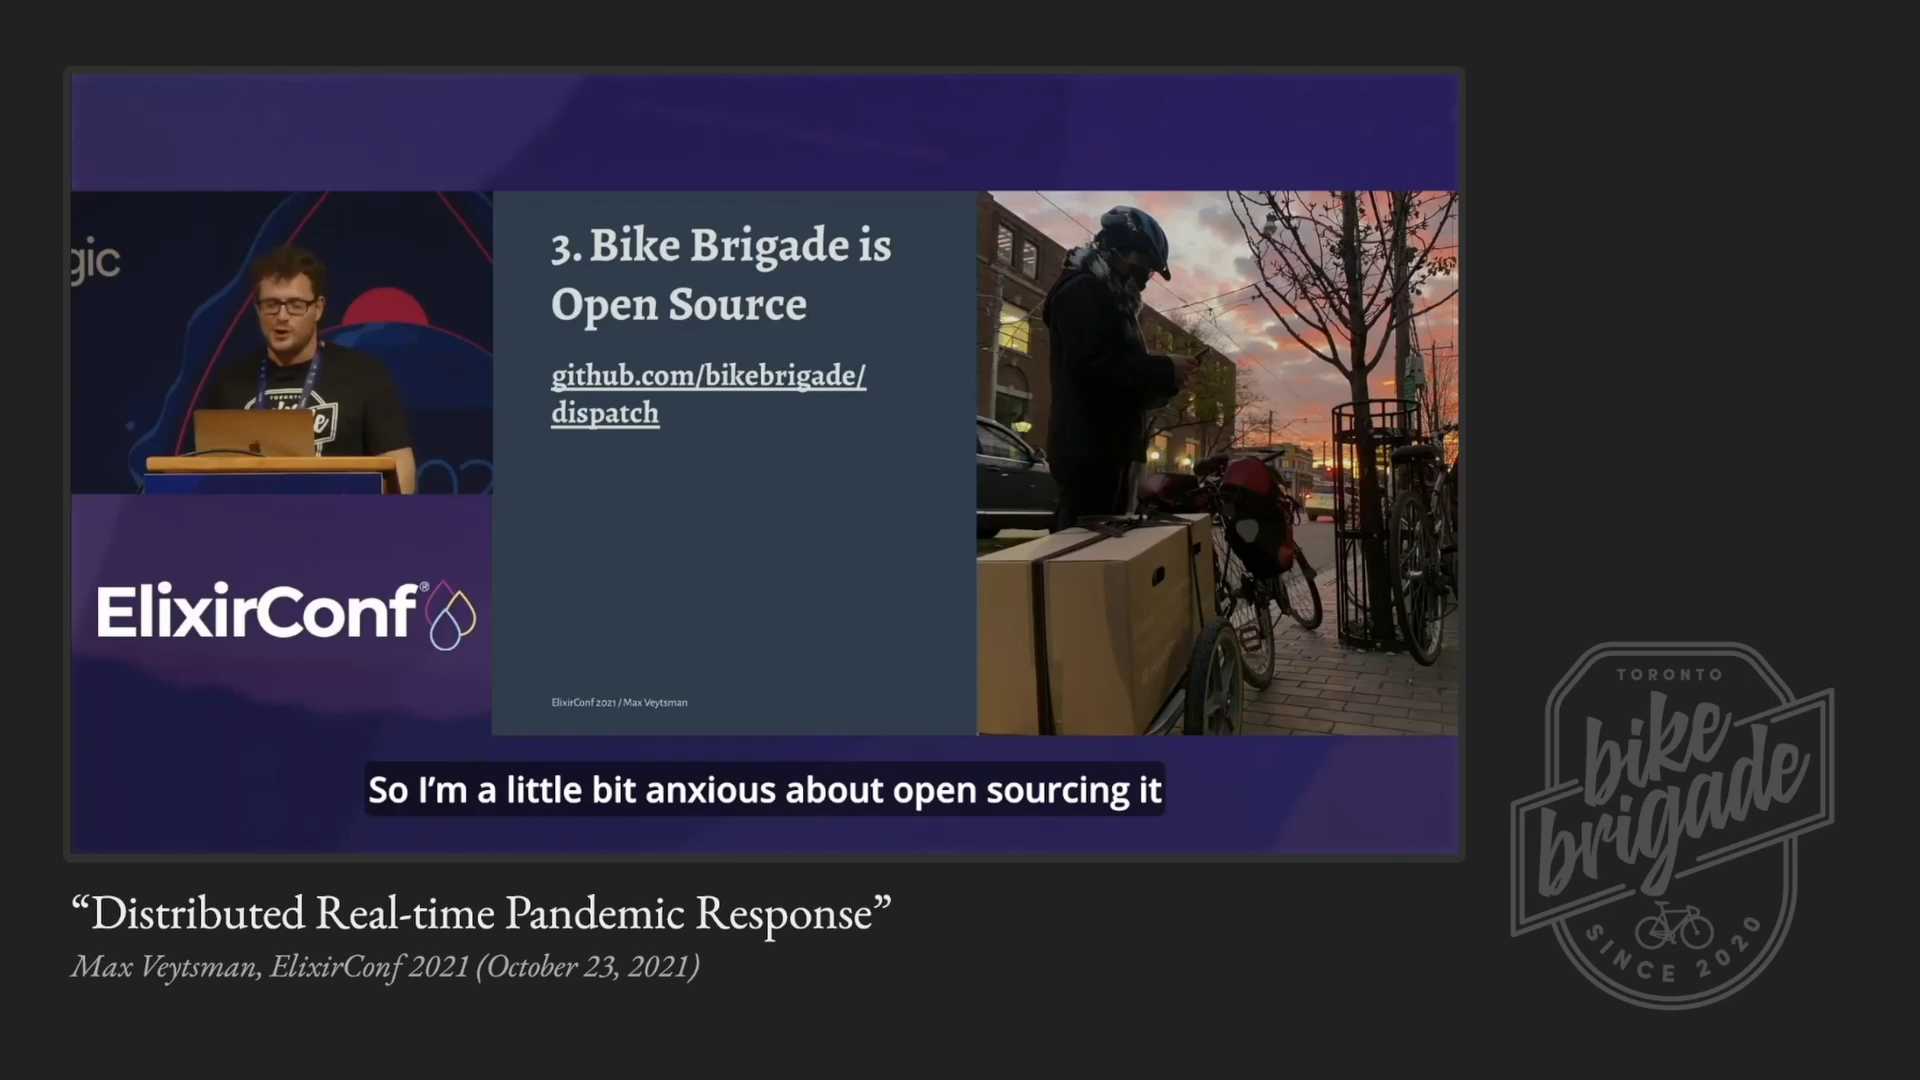 gic
3. Bike Brigade is
Open Source
github.com/bikebrigade/
dispatch
TORONTO
ElixirConf®
ElixirConf 2021 / Max Veytsman
So I’m a little bit anxious about open sourcing it
“Distributed Real-time Pandemic Response”
Max Veytsman, ElixirConf 2021 (October 23, 2021)
TORONTO
bike
brigade
SINCE 2020